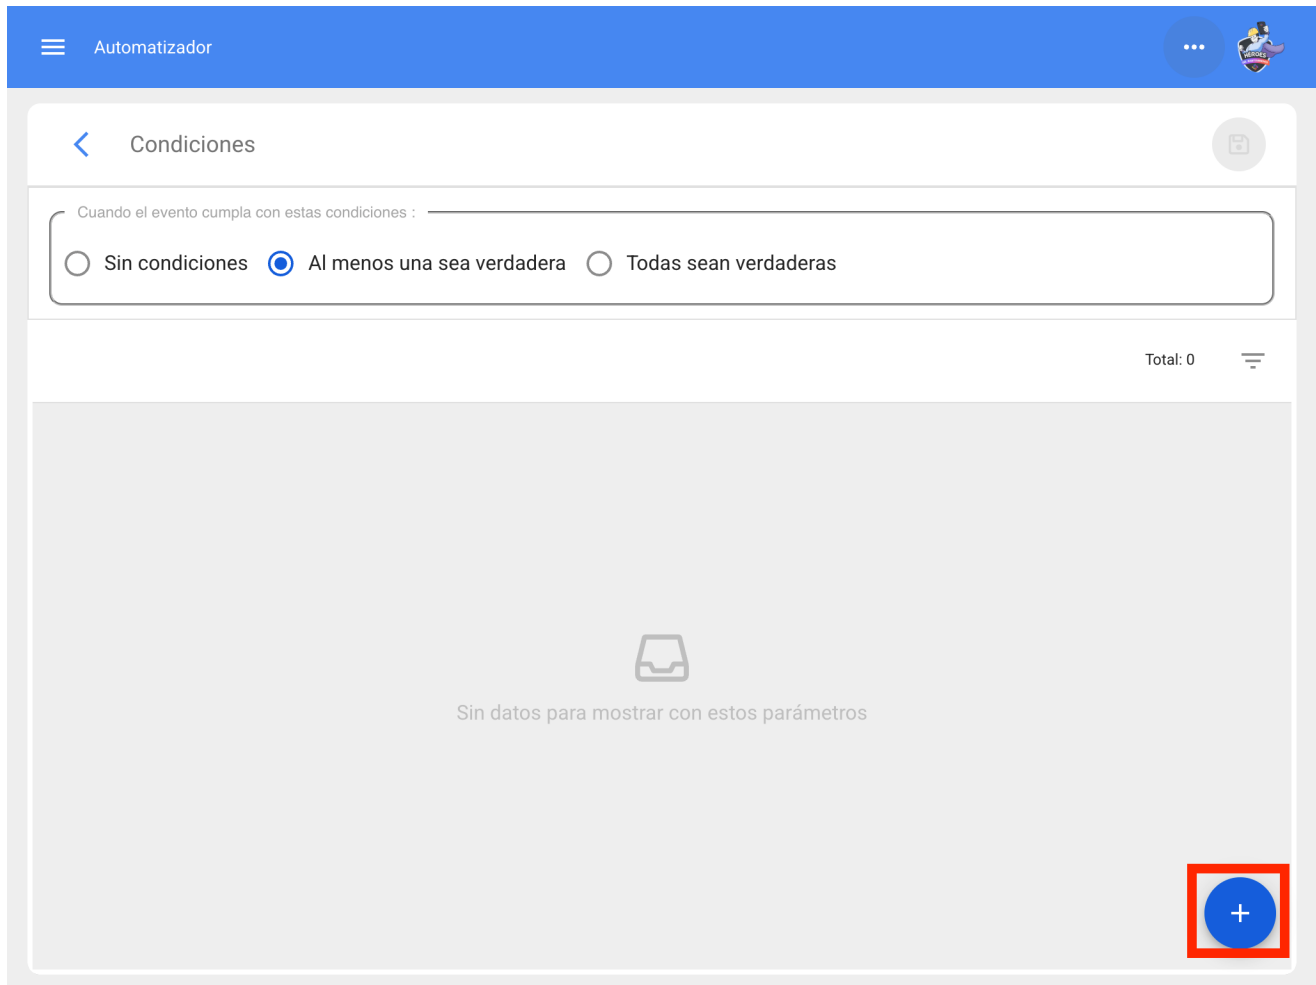 Automatizador
HEROES
Condiciones
Cuando el evento cumpla con estas condiciones :
Sin condiciones Al menos una sea verdadera Todas sean verdaderas
Total: 0
Sin datos para mostrar con estos parámetros